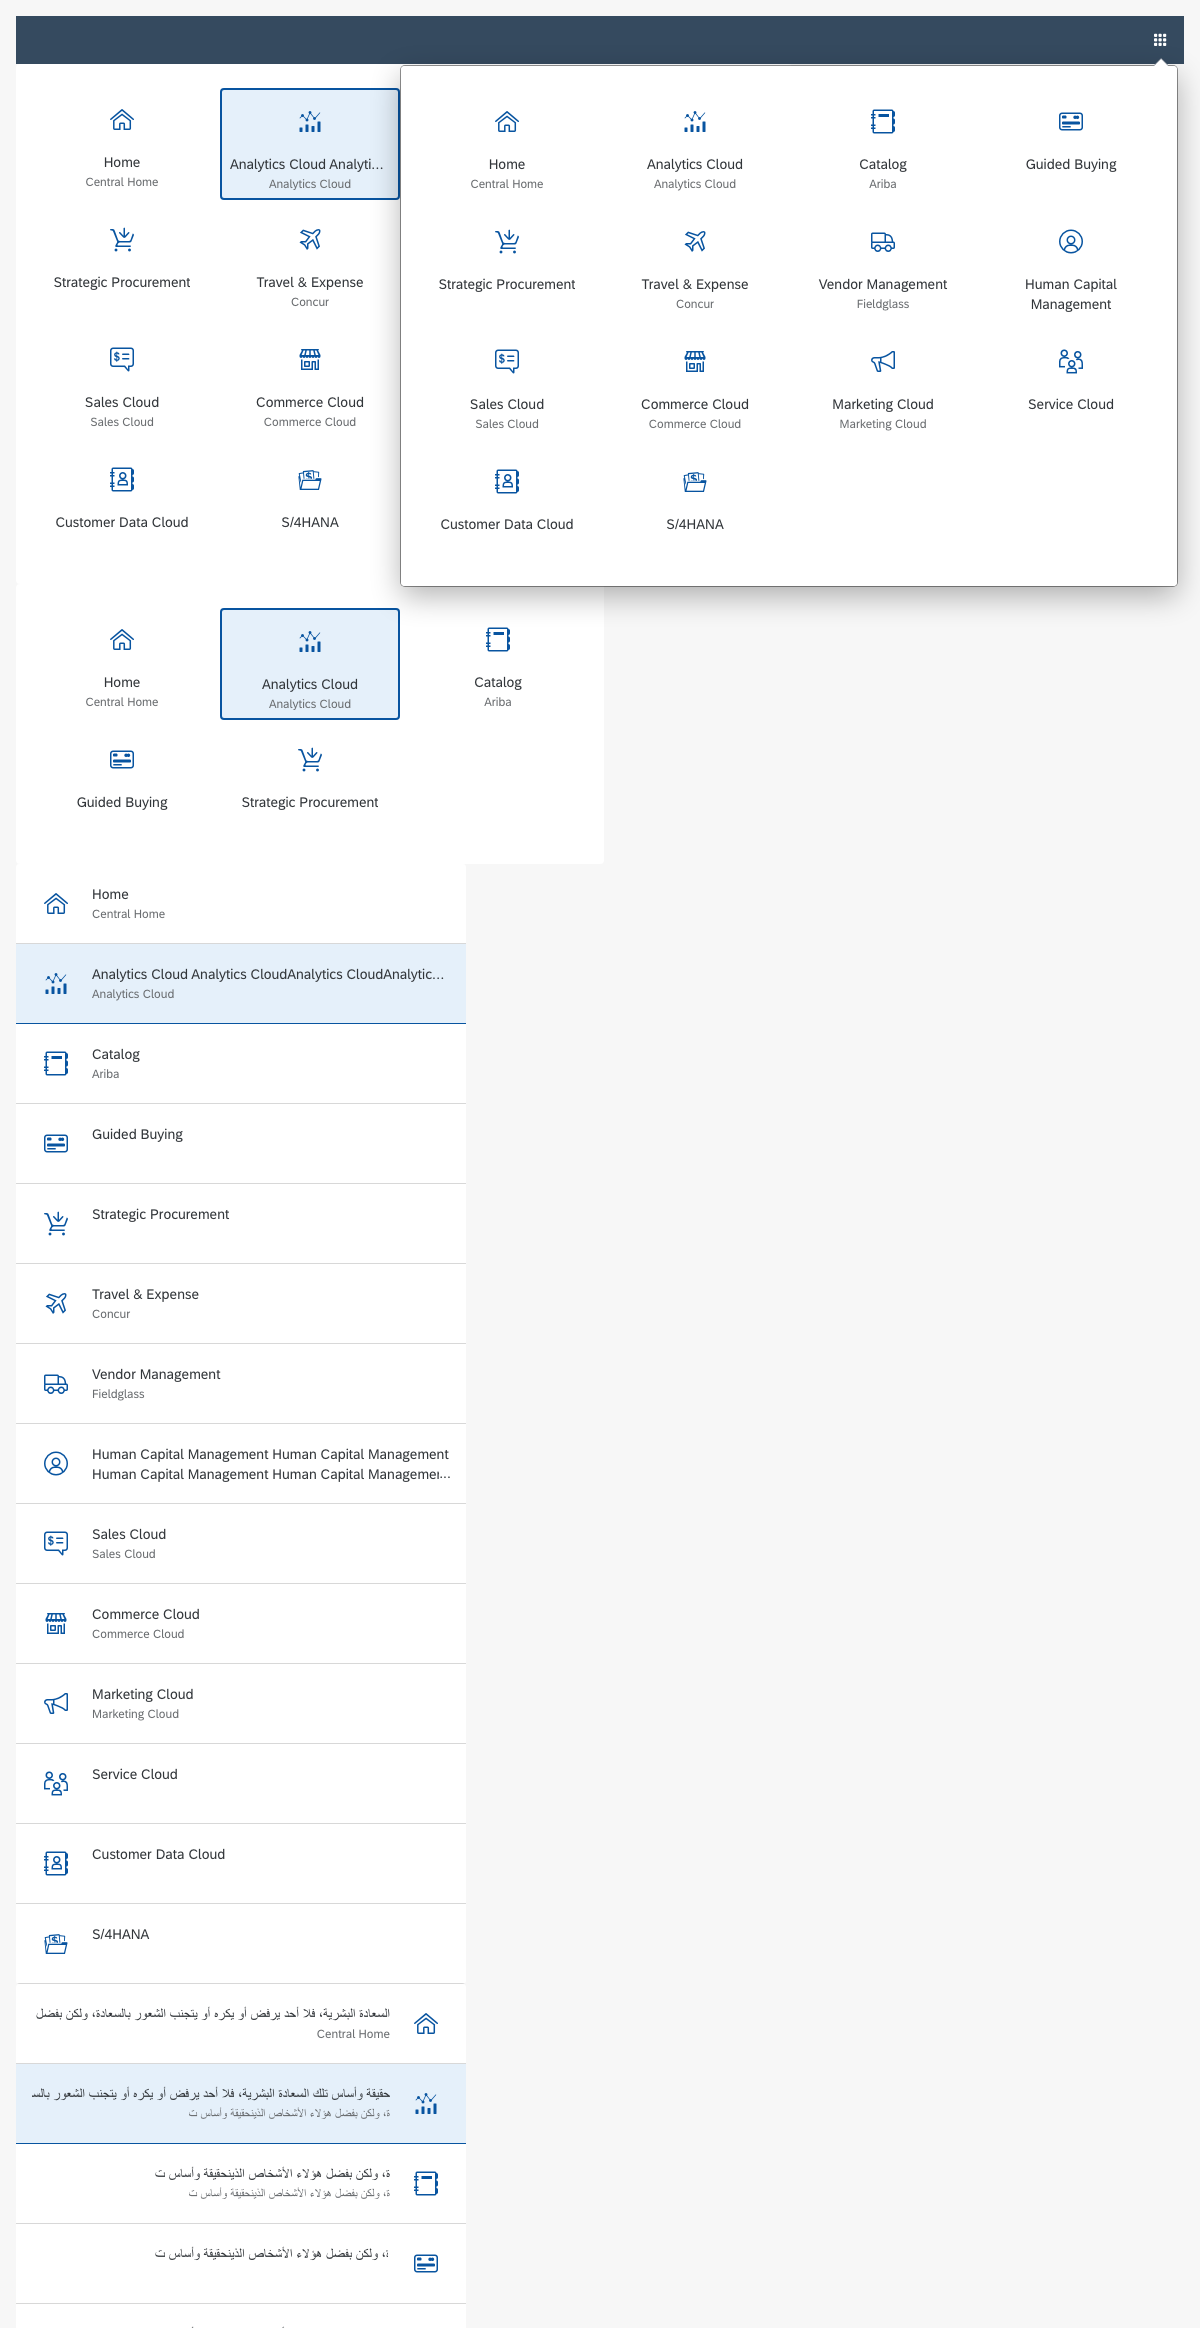 Home
Central Home
Analytics Cloud Analyti...
Analytics Cloud
Strategic Procurement
Travel & Expense
Concur
Sales Cloud
Sales Cloud
Commerce Cloud
Commerce Cloud
Customer Data Cloud
S/4HANA
Home
Central Home
Analytics Cloud
Analytics Cloud
Catalog
Ariba
Guided Buying
Strategic Procurement
Travel & Expense
Concur
Vendor Management
Fieldglass
Human Capital
Management
Sales Cloud
Sales Cloud
Commerce Cloud
Commerce Cloud
Marketing Cloud
Marketing Cloud
Service Cloud
Customer Data Cloud
S/4HANA
Home
Central Home
Analytics Cloud
Analytics Cloud
Catalog
Ariba
Guided Buying
Strategic Procurement
Home
Central Home
Analytics Cloud Analytics CloudAnalytics CloudAnalytic...
Analytics Cloud
Catalog
Ariba
Guided Buying
Strategic Procurement
Travel & Expense
Concur
Vendor Management
Fieldglass
Human Capital Management Human Capital Management
Human Capital Management Human Capital Managemer...
Sales Cloud
Sales Cloud
Commerce Cloud
Commerce Cloud
Marketing Cloud
Marketing Cloud
Service Cloud
Customer Data Cloud
S/4HANA
السعادة البشرية، فلا أحد يرفض أو يكره أو يتجنب الشعور بالسعادة، ولكن بفضل
Central Home
حقيقة وأساس تلك السعادة البشرية، فلا أحد يرفض أو يكره أو يتجنب الشعور بالس
ة، ولكن بفضل هؤلاء الأشخاص الذينحقيقة وأساس ت
ة، ولكن بفضل هؤلاء الأشخاص الذينحقيقة وأساس ت
ة، ولكن بفضل هؤلاء الأشخاص الذينحقيقة وأساس ت
ولكن بفضل هؤلاء الأشخاص الذينحقيقة وأساس ت